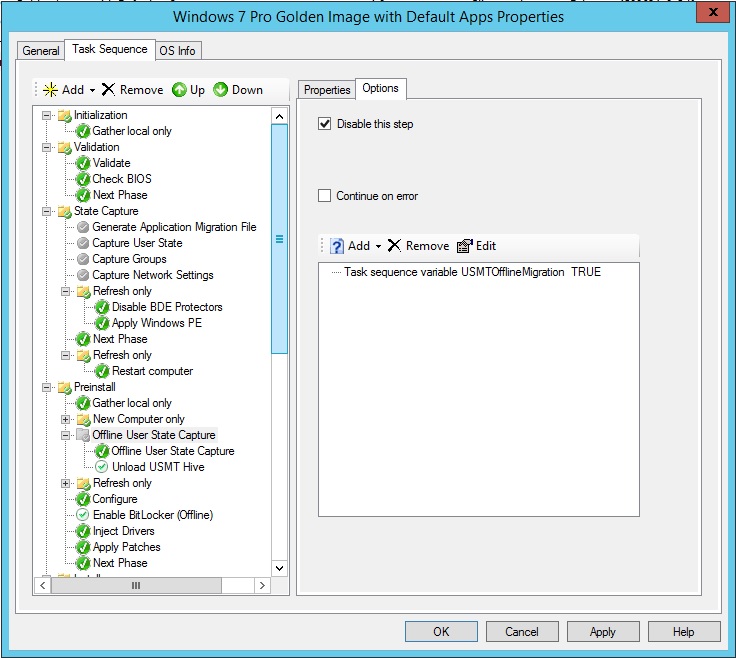 Windows 7 Pro Golden Image with Default Apps Properties
x
General Task Sequence OS Info
Add Remove Up Down
Initialization
Gather local only
Validation
Validate
Check BIOS
Next Phase
State Capture
Generate Application Migration File
Capture User State
Capture Groups
Capture Network Settings
Refresh only
Disable BDE Protectors
Apply Windows PE
Next Phase
Refresh only
Restart computer
Preinstall
Gather local only
New Computer only
Offline User State Capture
Offline User State Capture
Unload USMT Hive
Refresh only
Configure
Enable BitLocker (Offline)
Inject Drivers
Apply Patches
Next Phase
Properties Options
Disable this step
Continue on error
Add Remove Edit
Task sequence variable USMTOfflineMigration TRUE
OK Cancel Apply Help